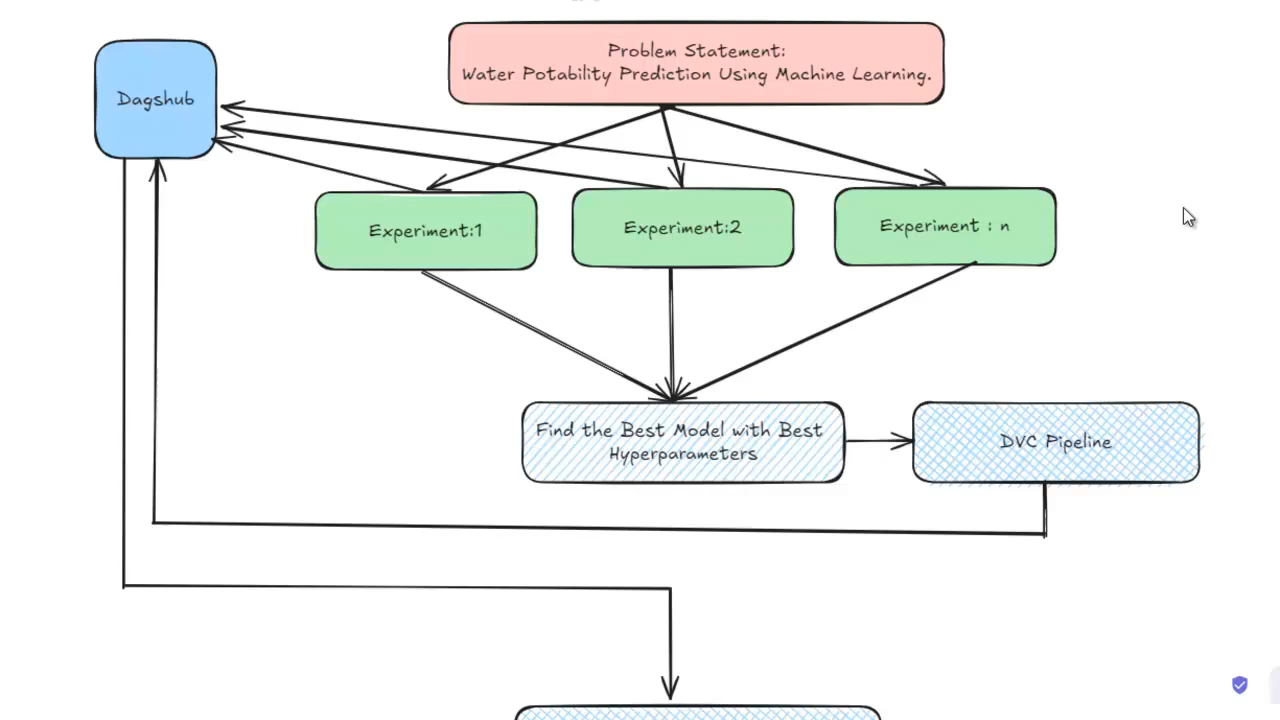 Problem Statement:
Water Potability Prediction Using Machine Learning.
Dagshub
Experiment:1
Experiment:2
Experiment : n
Find the Best Model with Best
Hyperparameters
DVC Pipeline